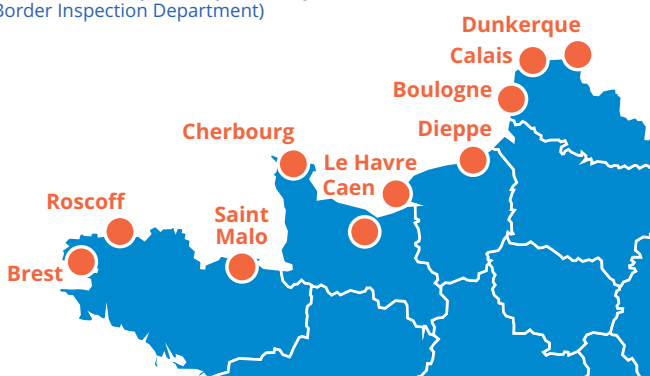 Border Inspection Department)
Dunkerque
Calais
Boulogne
Dieppe
Cherbourg
Le Havre
Caen
Roscoff
Saint
Malo
Brest